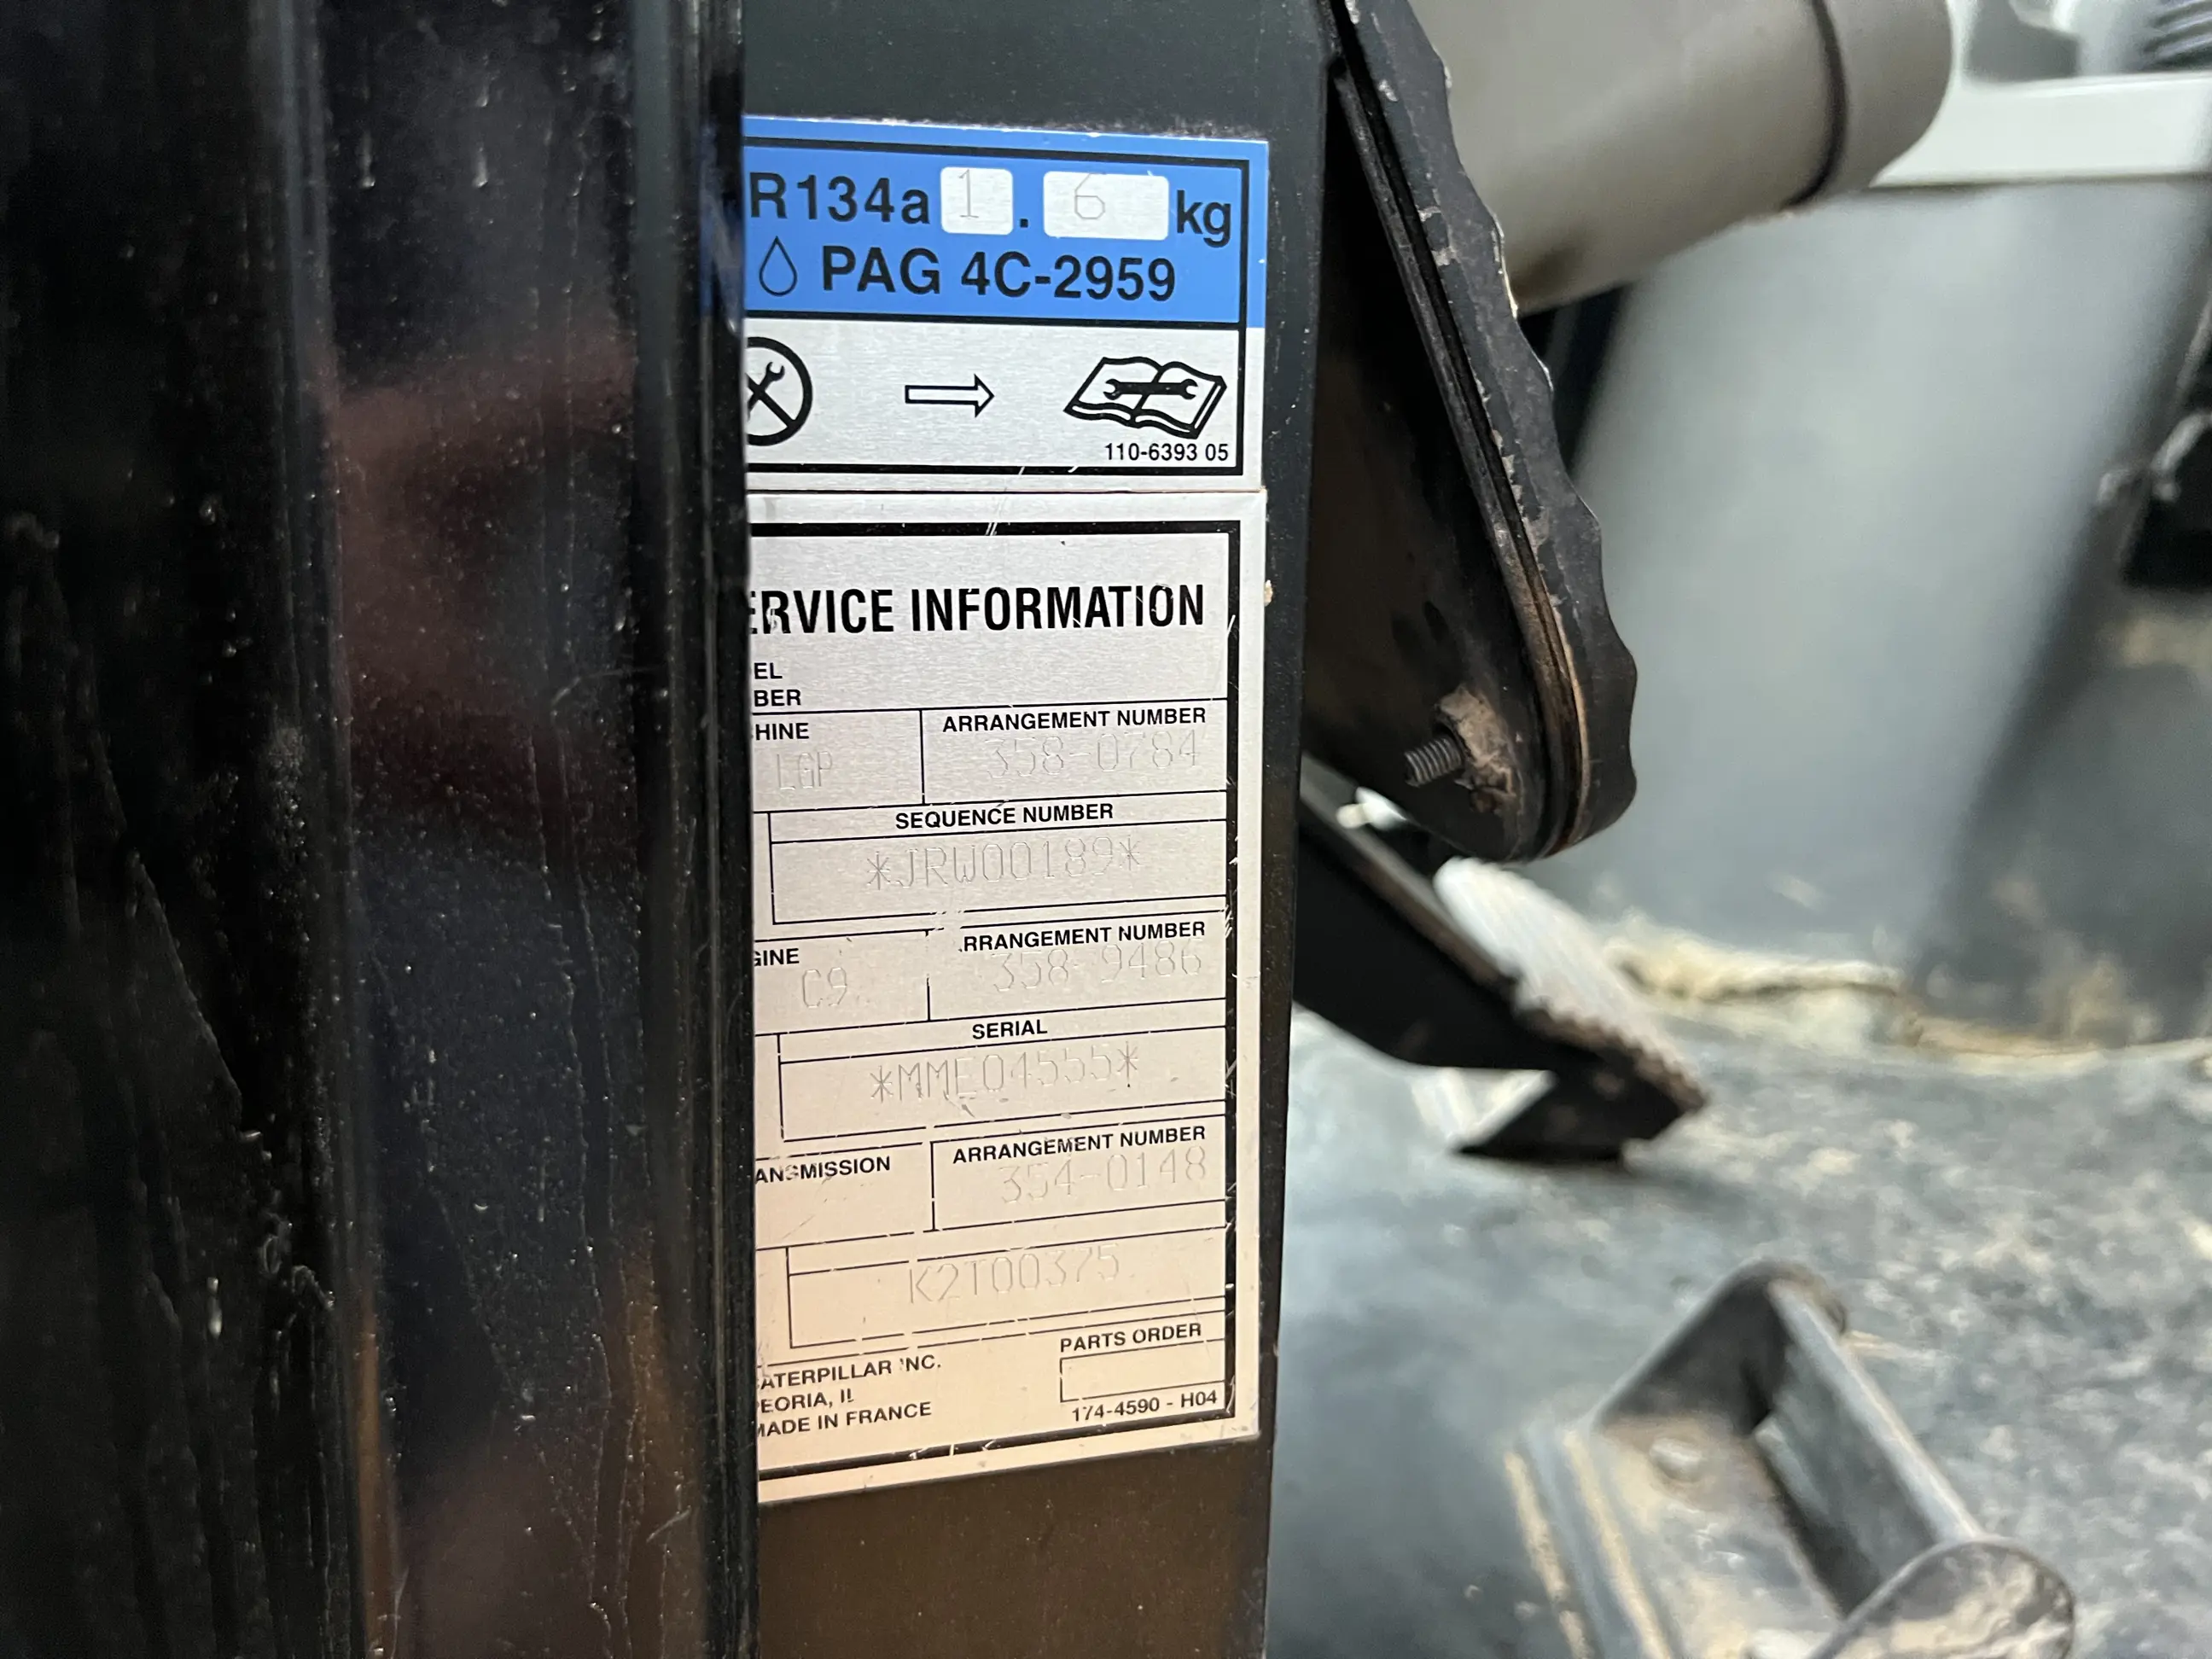 R134a 1.6 kg
PAG 4C-2959
110-6393 05
ERVICE INFORMATION
EL
BER
HINE ARRANGEMENT NUMBER
LGP 358-0784
SEQUENCE NUMBER
*JRW00189*
GINE ARRANGEMENT NUMBER
C9 358-9486
SERIAL
*MME04555*
ANSMISSION ARRANGEMENT NUMBER
354-0148
K2T00375
PARTS ORDER
ATERPILLAR INC.
PEORIA, IL
MADE IN FRANCE
174-4590 - H04